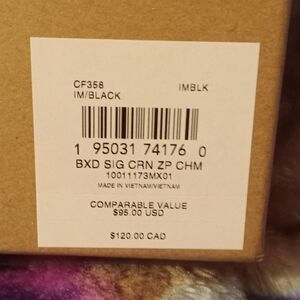 CF358 IMBLK
IM/BLACK
1 95031 74176 0
BXD SIG CRN ZP CHM
10011173MX01
MADE IN VIETNAM/VIETNAM
COMPARABLE VALUE
$95.00 USD
$120.00 CAD